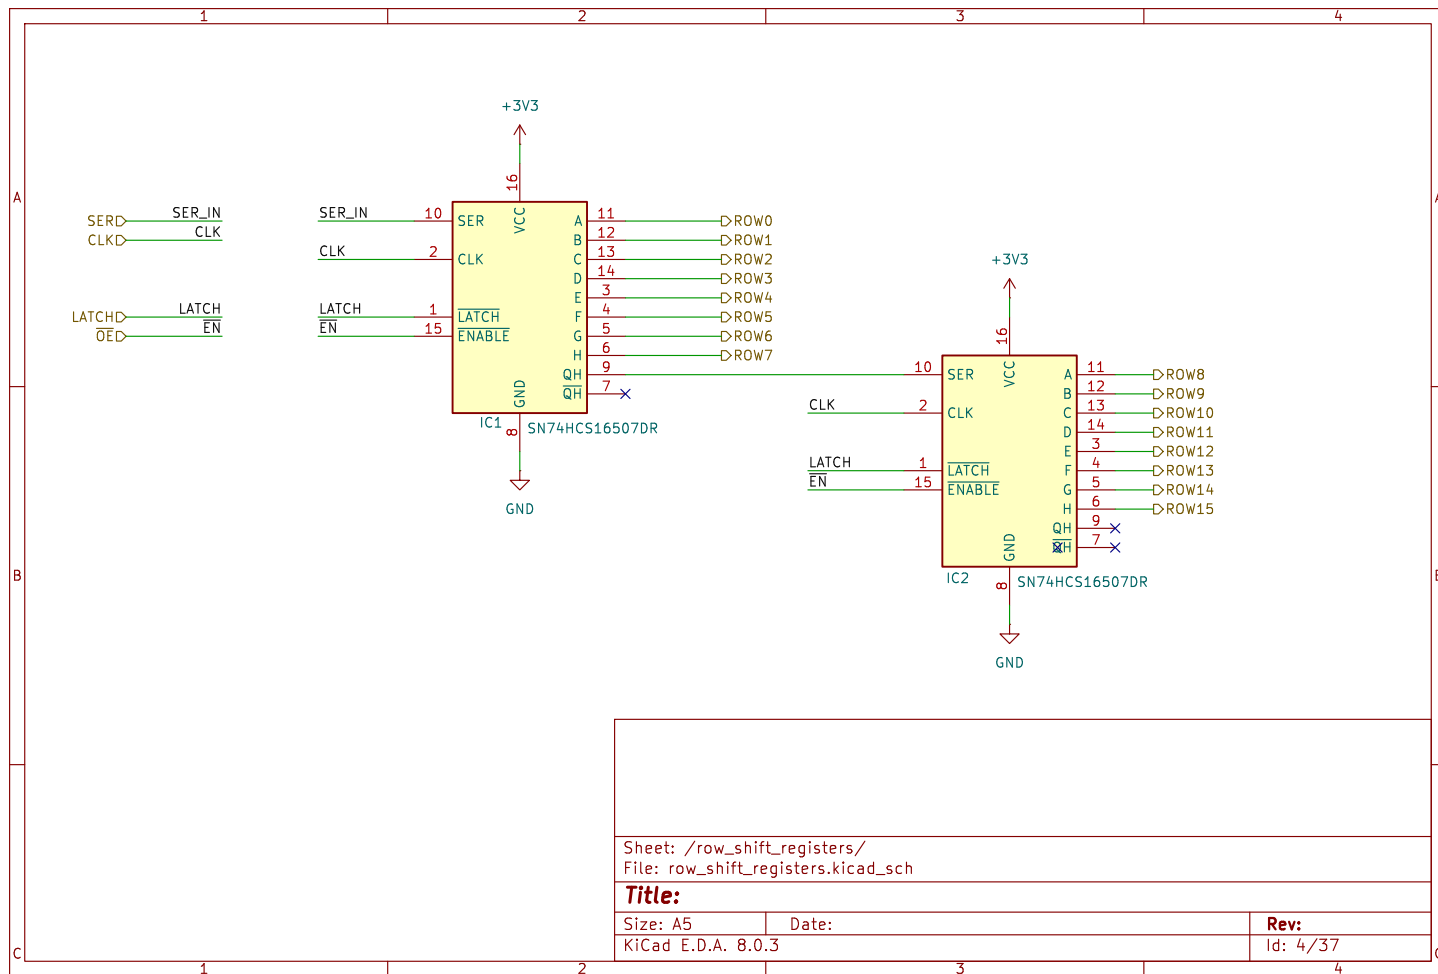 1 2 3 4
+3V3
16
A
SER SER_IN SER_IN 10 SER VCC A 11 ROW0
CLK CLK B 12 ROW1
CLK 2 CLK C 13 ROW2
+3V3
D 14 ROW3
E 3 ROW4
LATCH LATCH LATCH 1 LATCH F 4 ROW5
OE EN EN 15 ENABLE G 5 ROW6
16
H 6 ROW7
GND QH 9 10 SER VCC A 11 ROW8
QH 7 B 12 ROW9
CLK 2 CLK C 13 ROW10
IC1 8 SN74HCS16507DR D 14 ROW11
E 3 ROW12
LATCH 1 LATCH F 4 ROW13
EN 15 ENABLE G 5 ROW14
GND H 6 ROW15
QH 9
GND QH 7
B
IC2 8 SN74HCS16507DR
GND
Sheet: /row_shift_registers/
File: row_shift_registers.kicad_sch
Title:
Size: A5 Date: Rev:
KiCad E.D.A. 8.0.3 Id: 4/37
C
1 2 3 4